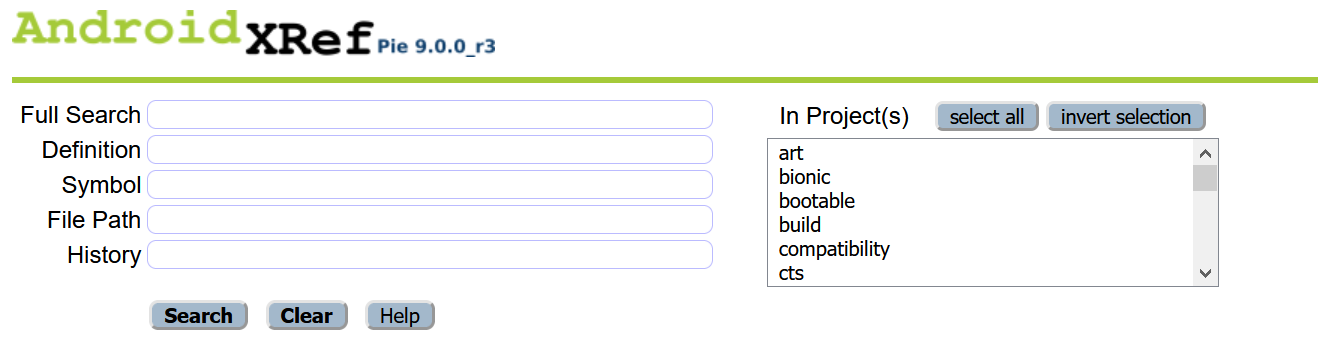 AndroidXRef Pie 9.0.0_r3
Full Search
Definition
Symbol
File Path
History
Search Clear Help
In Project(s) select all invert selection
art
bionic
bootable
build
compatibility
cts